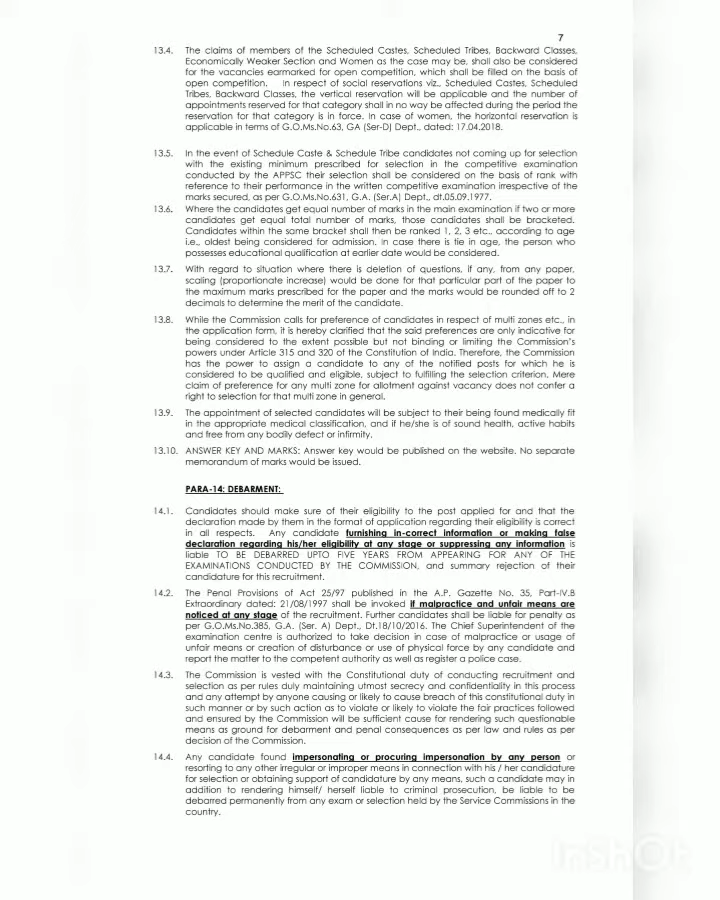 7
13.4. The claims of members of the Scheduled Castes, Scheduled Tribes, Backward Classes,
Economically Weaker Section and Women as the case may be, shall also be considered
for the vacancies earmarked for open competition, which shall be filled on the basis of
open competition. In respect of social reservations viz., Scheduled Castes, Scheduled
Tribes, Backward Classes, the vertical reservation will be applicable and the number of
appointments reserved for that category shall in no way be affected during the period the
reservation for that category is in force. In case of women, the horizontal reservation is
applicable in terms of G.O.Ms.No.63, GA (Ser-D) Dept., dated: 17.04.2018.
13.5. In the event of Schedule Caste & Schedule Tribe candidates not coming up for selection
with the existing minimum prescribed for selection in the competitive examination
conducted by the APPSC their selection shall be considered on the basis of rank with
reference to their performance in the written competitive examination irrespective of the
marks secured, as per G.O.Ms.No.631, G.A. (Ser.A) Dept., dt.05.09.1977.
13.6. Where the candidates get equal number of marks in the main examination if two or more
candidates get equal total number of marks, those candidates shall be bracketed.
Candidates within the same bracket shall then be ranked 1, 2, 3 etc., according to age
i.e., oldest being considered for admission. In case there is tie in age, the person who
possesses educational qualification at earlier date would be considered.
13.7. With regard to situation where there is deletion of questions, if any, from any paper,
scaling (proportionate increase) would be done for that particular part of the paper to
the maximum marks prescribed for the paper and the marks would be rounded off to 2
decimals to determine the merit of the candidate.
13.8. While the Commission calls for preference of candidates in respect of multi zones etc., in
the application form, it is hereby clarified that the said preferences are only indicative for
being considered to the extent possible but not binding or limiting the Commission's
powers under Article 315 and 320 of the Constitution of India. Therefore, the Commission
has the power to assign a candidate to any of the notified posts for which he is
considered to be qualified and eligible, subject to fulfilling the selection criterion. Mere
claim of preference for any multi zone for allotment against vacancy does not confer a
right to selection for that multi zone in general.
13.9. The appointment of selected candidates will be subject to their being found medically fit
in the appropriate medical classification, and if he/she is of sound health, active habits
and free from any bodily defect or infirmity.
13.10. ANSWER KEY AND MARKS: Answer key would be published on the website. No separate
memorandum of marks would be issued.
PARA-14: DEBARMENT:
14.1. Candidates should make sure of their eligibility to the post applied for and that the
declaration made by them in the format of application regarding their eligibility is correct
in all respects. Any candidate furnishing in-correct information or making false
declaration regarding his/her eligibility at any stage or suppressing any information is
liable TO BE DEBARRED UPTO FIVE YEARS FROM APPEARING FOR ANY OF THE
EXAMINATIONS CONDUCTED BY THE COMMISSION, and summary rejection of their
candidature for this recruitment.
14.2. The Penal Provisions of Act 25/97 published in the A.P. Gazette No. 35, Part-IV.B
Extraordinary dated: 21/08/1997 shall be invoked if malpractice and unfair means are
noticed at any stage of the recruitment. Further candidates shall be liable for penalty as
per G.O.Ms.No.385, G.A. (Ser. A) Dept., Dt.18/10/2016. The Chief Superintendent of the
examination centre is authorized to take decision in case of malpractice or usage of
unfair means or creation of disturbance or use of physical force by any candidate and
report the matter to the competent authority as well as register a police case.
14.3. The Commission is vested with the Constitutional duty of conducting recruitment and
selection as per rules duly maintaining utmost secrecy and confidentiality in this process
and any attempt by anyone causing or likely to cause breach of this constitutional duty in
such manner or by such action as to violate or likely to violate the fair practices followed
and ensured by the Commission will be sufficient cause for rendering such questionable
means as ground for debarment and penal consequences as per law and rules as per
decision of the Commission.
14.4. Any candidate found impersonating or procuring impersonation by any person or
resorting to any other irregular or improper means in connection with his / her candidature
for selection or obtaining support of candidature by any means, such a candidate may in
addition to rendering himself/ herself liable to criminal prosecution, be liable to be
debarred permanently from any exam or selection held by the Service Commissions in the
country.
InShOt